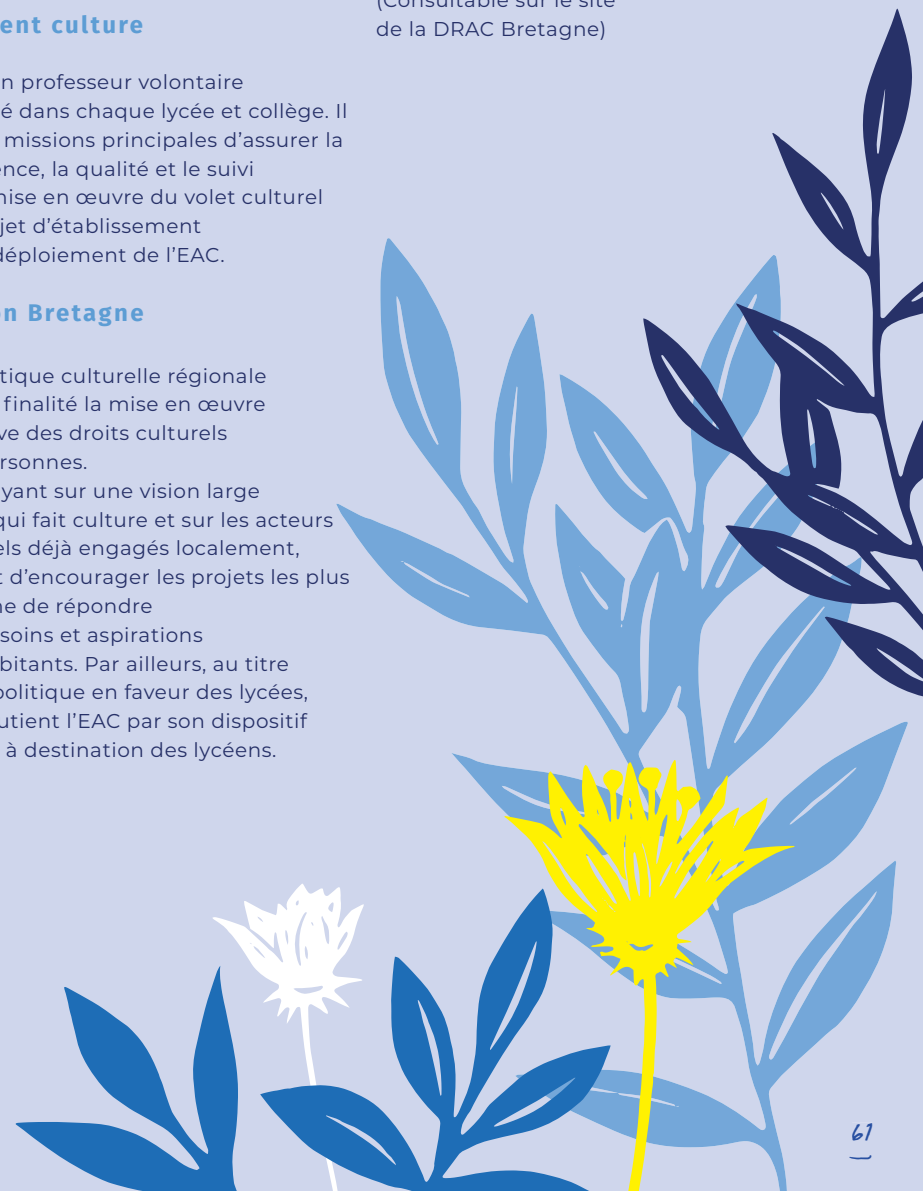 ent culture
n professeur volontaire
é dans chaque lycée et collège. Il
missions principales d’assurer la
ence, la qualité et le suivi
mise en œuvre du volet culturel
jet d’établissement
déploiement de l’EAC.
on Bretagne
tique culturelle régionale
finalité la mise en œuvre
ve des droits culturels
rsonnes.
yant sur une vision large
qui fait culture et sur les acteurs
els déjà engagés localement,
t d’encourager les projets les plus
ne de répondre
soins et aspirations
bitants. Par ailleurs, au titre
politique en faveur des lycées,
utient l’EAC par son dispositif
à destination des lycéens.
(Consultable sur le site
de la DRAC Bretagne)
61